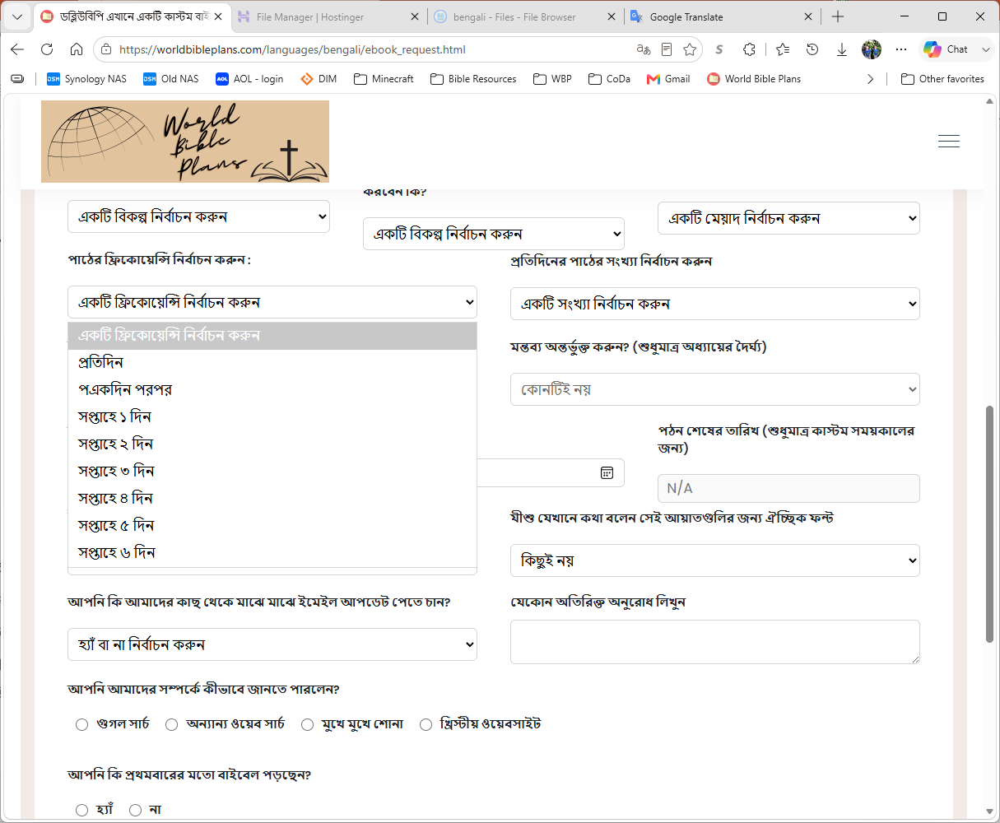 ডব্লিউবিপি এখানে একটি কাস্টম বাই
File Manager | Hostinger
bengali - Files - File Browser
Google Translate
https://worldbibleplans.com/languages/bengali/ebook_request.html
Chat
Synology NAS
Old NAS
AOL - login
DIM
Minecraft
Bible Resources
WBP
CoDa
Gmail
World Bible Plans
Other favorites
World
Bible
Plans
করবেন কি?
একটি বিকল্প নির্বাচন করুন
একটি বিকল্প নির্বাচন করুন
একটি মেয়াদ নির্বাচন করুন
পাঠের ফ্রিকোয়েন্সি নির্বাচন করুন :
প্রতিদিনের পাঠের সংখ্যা নির্বাচন করুন
একটি ফ্রিকোয়েন্সি নির্বাচন করুন
একটি সংখ্যা নির্বাচন করুন
একটি ফ্রিকোয়েন্সি নির্বাচন করুন
প্রতিদিন
পএকদিন পরপর
সপ্তাহে ১ দিন
সপ্তাহে ২ দিন
সপ্তাহে ৩ দিন
সপ্তাহে ৪ দিন
সপ্তাহে ৫ দিন
সপ্তাহে ৬ দিন
মন্তব্য অন্তর্ভুক্ত করুন? (শুধুমাত্র অধ্যায়ের দৈর্ঘ্য)
কোনটিই নয়
পঠন শেষের তারিখ (শুধুমাত্র কাস্টম সময়কালের
জন্য)
N/A
যীশু যেখানে কথা বলেন সেই আয়াতগুলির জন্য ঐচ্ছিক ফন্ট
কিছুই নয়
আপনি কি আমাদের কাছ থেকে মাঝে মাঝে ইমেইল আপডেট পেতে চান?
যেকোন অতিরিক্ত অনুরোধ লিখুন
হ্যাঁ বা না নির্বাচন করুন
আপনি আমাদের সম্পর্কে কীভাবে জানতে পারলেন?
গুগল সার্চ
অন্যান্য ওয়েব সার্চ
মুখে মুখে শোনা
খ্রিস্টীয় ওয়েবসাইট
আপনি কি প্রথমবারের মতো বাইবেল পড়ছেন?
হ্যাঁ
না